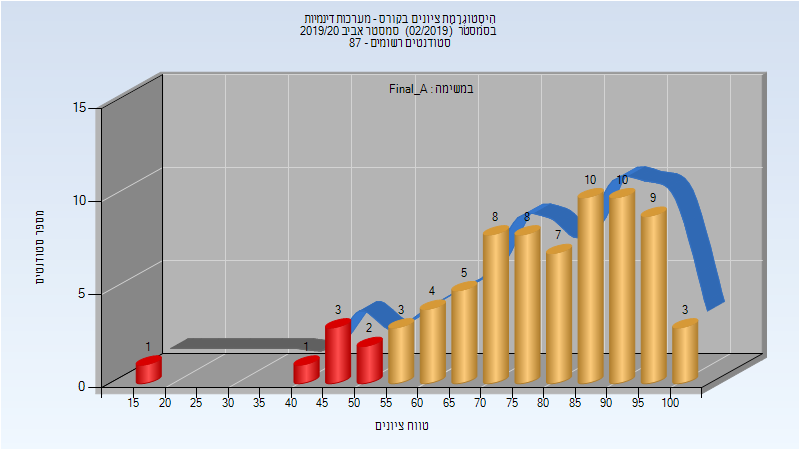 היסטוגרמת ציונים בקורס - מערכות דינמיות
בסמסטר (02/2019) סמסטר אביב 2019/20
סטודנטים רשומים - 87
במשימה : Final_A
מספר סטודנטים
15
10
5
0
1
1
3
2
3
4
5
8
8
7
10
10
9
3
15 20 25 30 35 40 45 50 55 60 65 70 75 80 85 90 95 100
טווח ציונים